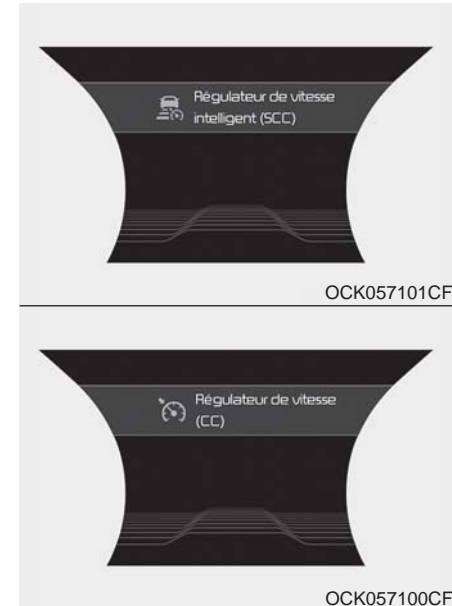 Régulateur de vitesse
intelligent (SCC)
OCK057101CF
Régulateur de vitesse
(CC)
OCK057100CF